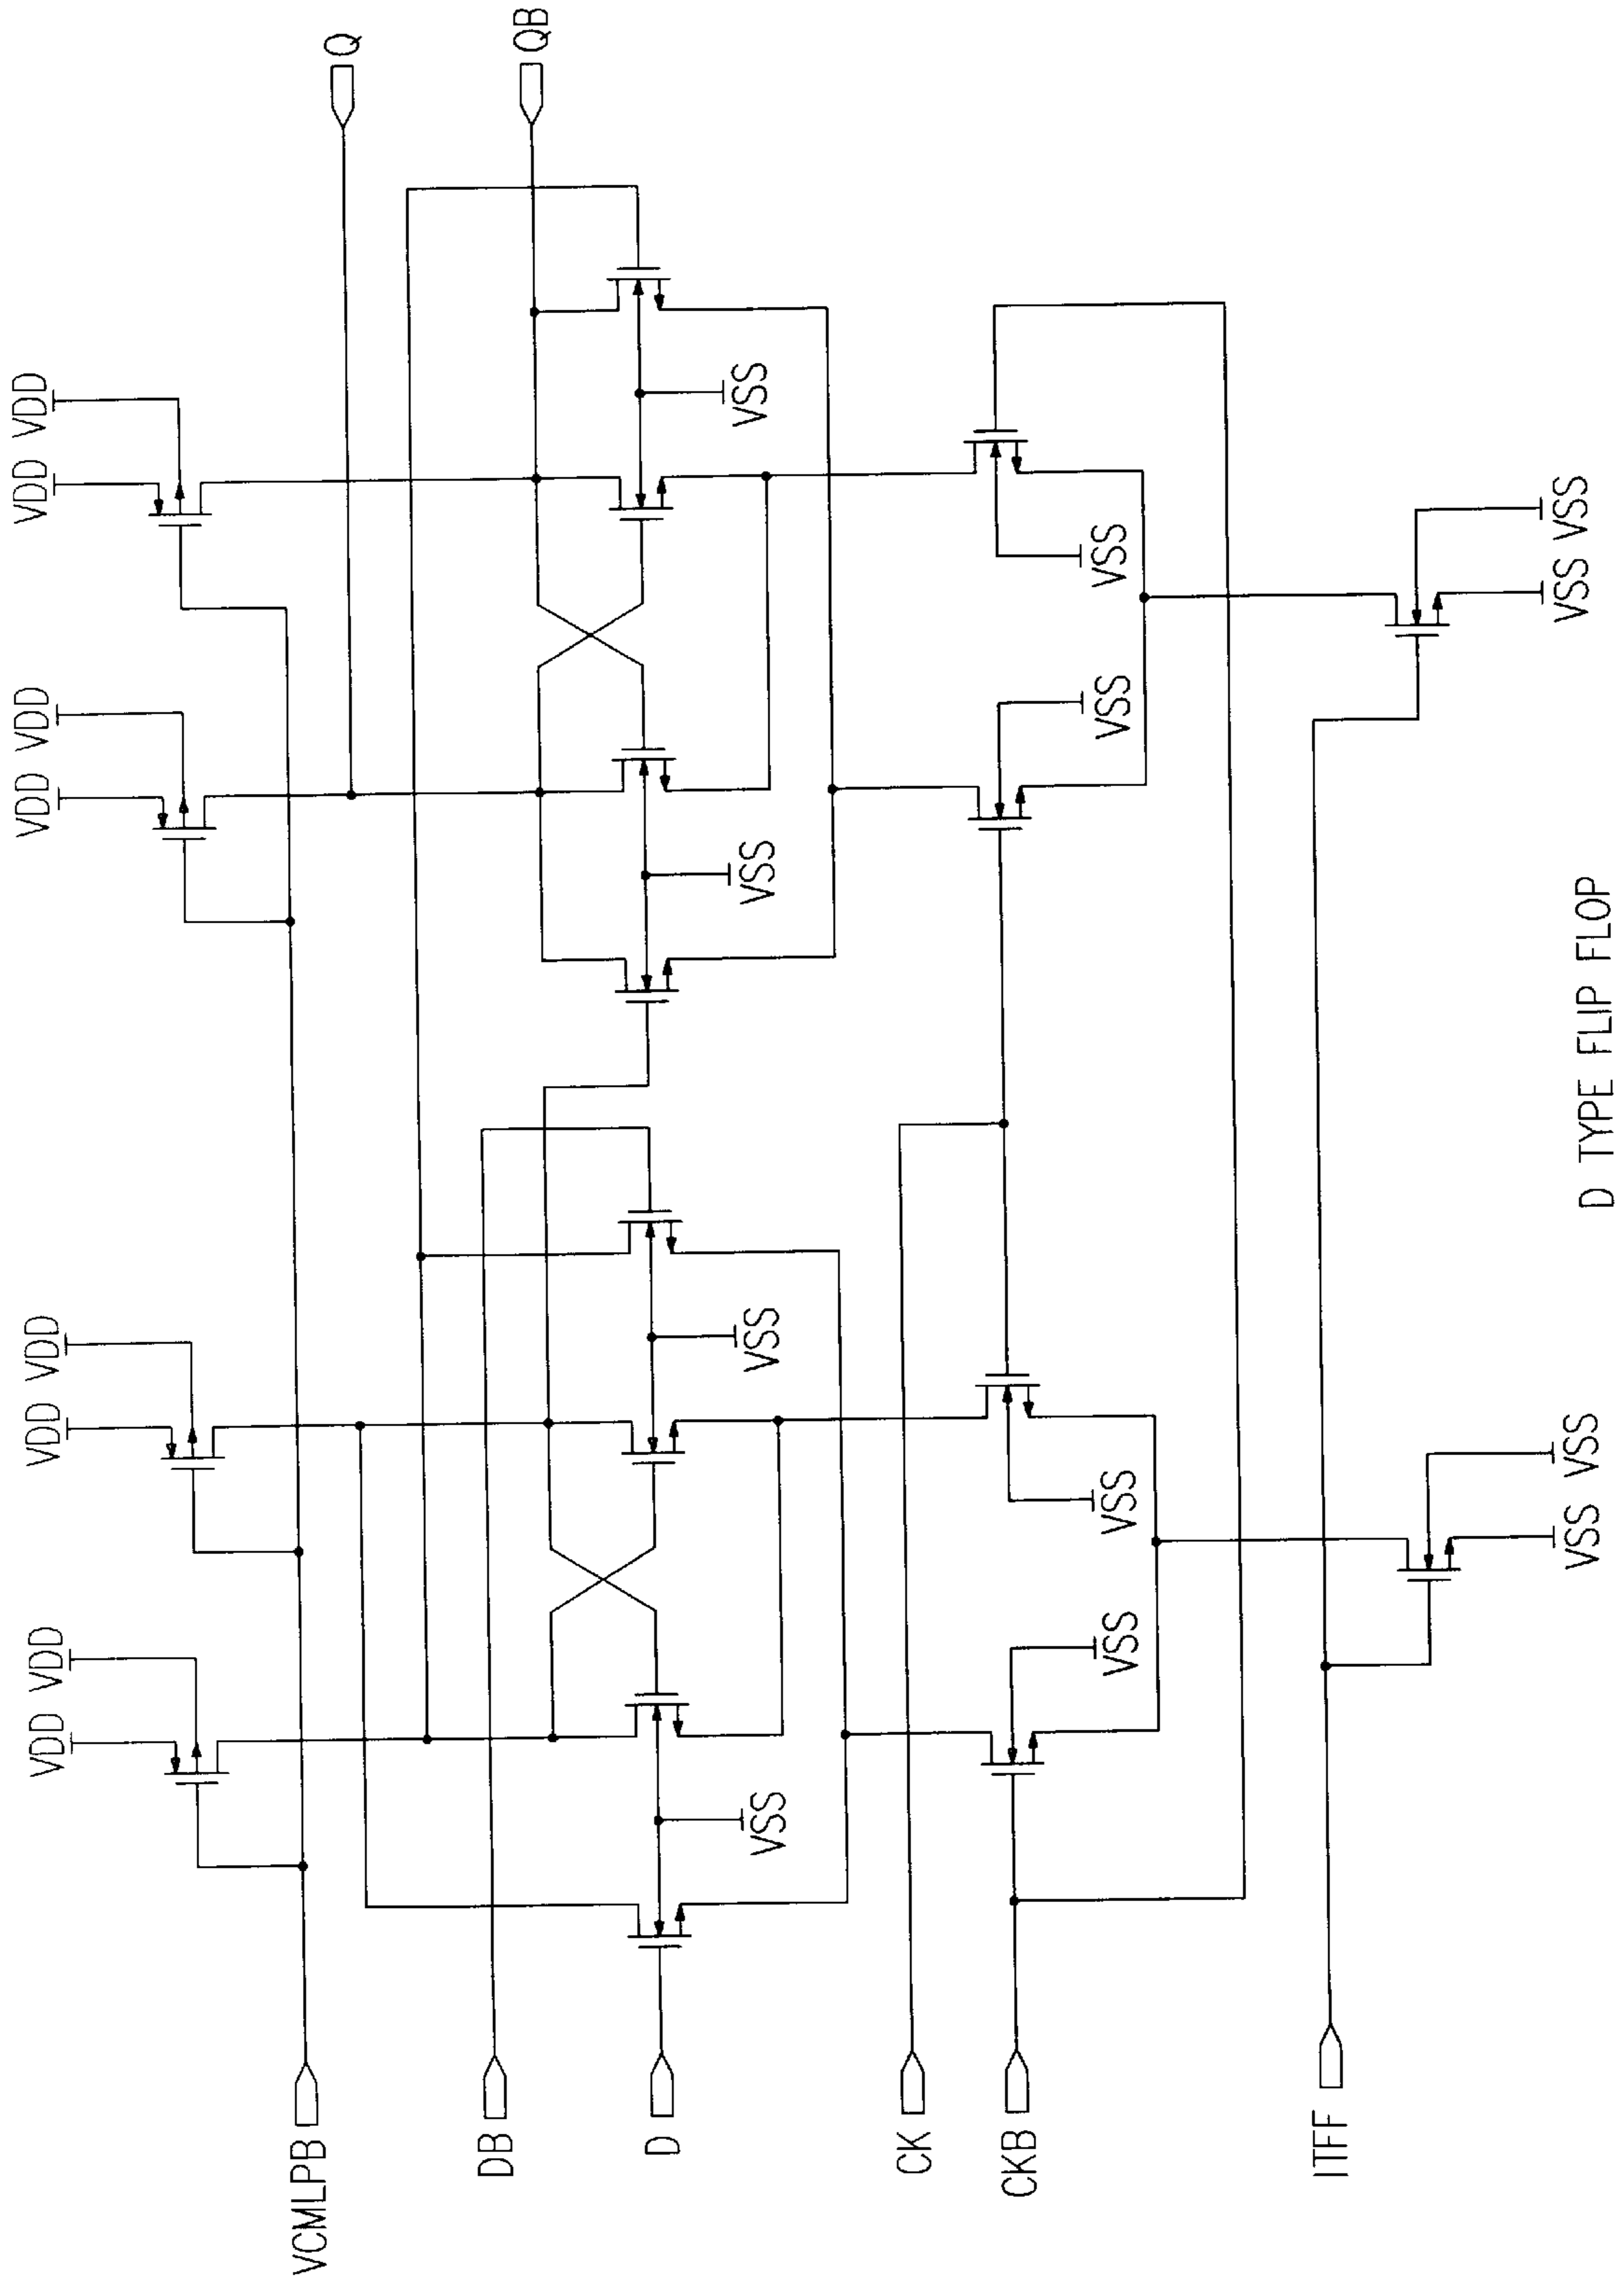 VDD VDD
VDD VDD
VDD VDD
VDD VDD
VCMLPB
Q
DB
QB
D
VSS
VSS
VSS
VSS
CK
CKB
VSS
VSS
VSS
VSS
ITFF
VSS VSS
VSS VSS
D TYPE FLIP FLOP